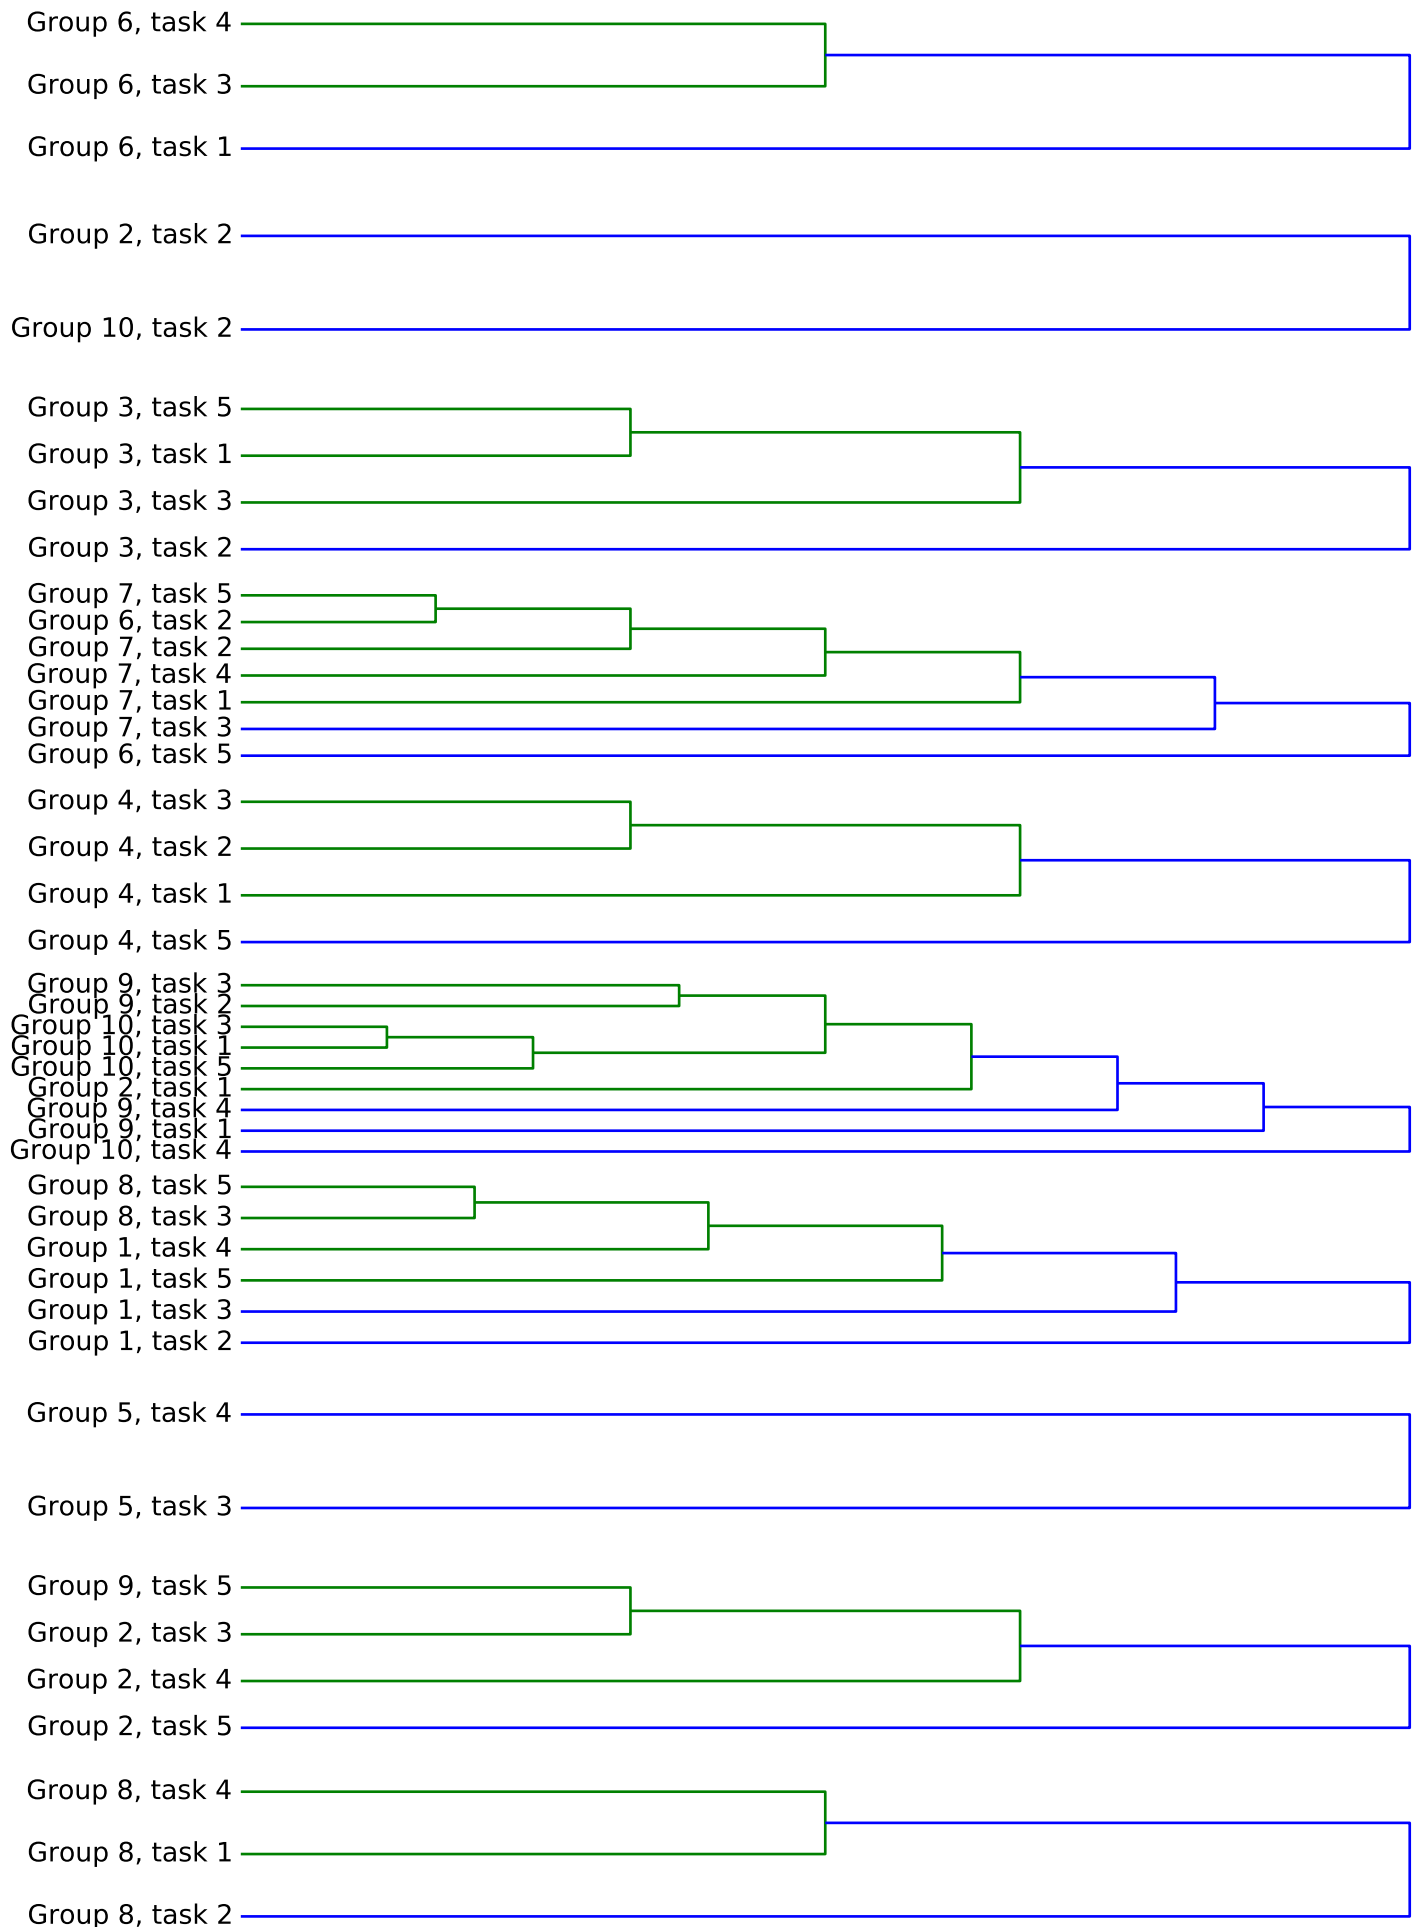 Group 6, task 4
Group 6, task 3
Group 6, task 1
Group 2, task 2
Group 10, task 2
Group 3, task 5
Group 3, task 1
Group 3, task 3
Group 3, task 2
Group 7, task 5
Group 6, task 2
Group 7, task 2
Group 7, task 4
Group 7, task 1
Group 7, task 3
Group 6, task 5
Group 4, task 3
Group 4, task 2
Group 4, task 1
Group 4, task 5
Group 9, task 3
Group 9, task 2
Group 10, task 3
Group 10, task 1
Group 10, task 5
Group 2, task 1
Group 9, task 4
Group 9, task 1
Group 10, task 4
Group 8, task 5
Group 8, task 3
Group 1, task 4
Group 1, task 5
Group 1, task 3
Group 1, task 2
Group 5, task 4
Group 5, task 3
Group 9, task 5
Group 2, task 3
Group 2, task 4
Group 2, task 5
Group 8, task 4
Group 8, task 1
Group 8, task 2